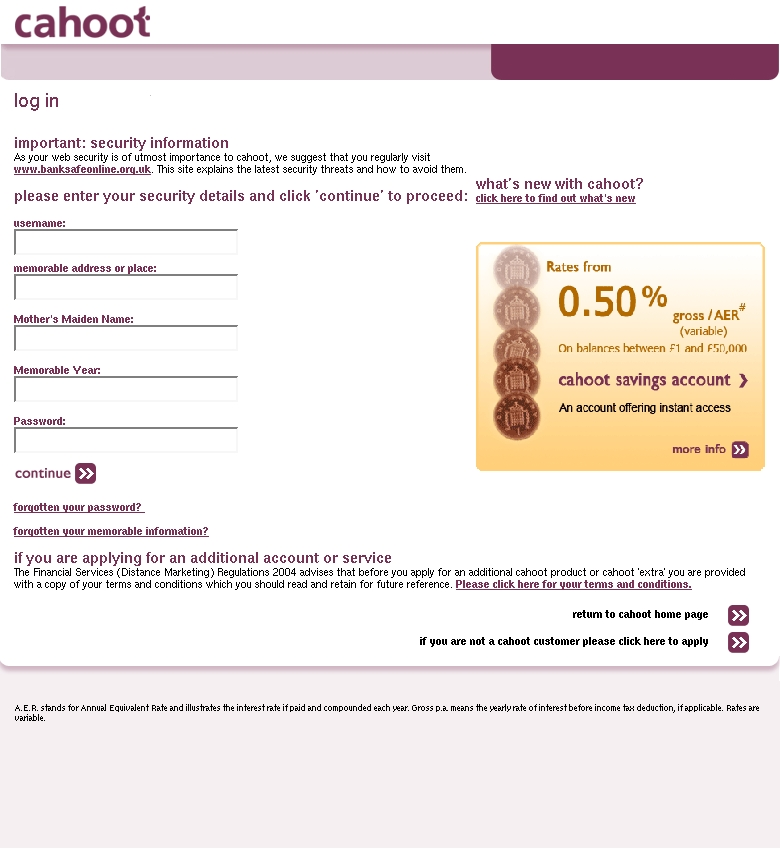 cahoot
log in
important: security information
As your web security is of utmost importance to cahoot, we suggest that you regularly visit
www.banksafeonline.org.uk. This site explains the latest security threats and how to avoid them.
please enter your security details and click 'continue' to proceed:
username:
memorable address or place:
Mother's Maiden Name:
Memorable Year:
Password:
continue
forgotten your password?
forgotten your memorable information?
what's new with cahoot?
click here to find out what's new
Rates from
0.50%
gross / AER#
(variable)
On balances between £1 and £50,000
cahoot savings account
An account offering instant access
more info
if you are applying for an additional account or service
The Financial Services (Distance Marketing) Regulations 2004 advises that before you apply for an additional cahoot product or cahoot 'extra' you are provided
with a copy of your terms and conditions which you should read and retain for future reference. Please click here for your terms and conditions.
return to cahoot home page
if you are not a cahoot customer please click here to apply
A.E.R. stands for Annual Equivalent Rate and illustrates the interest rate if paid and compounded each year. Gross p.a. means the yearly rate of interest before income tax deduction, if applicable. Rates are
variable.